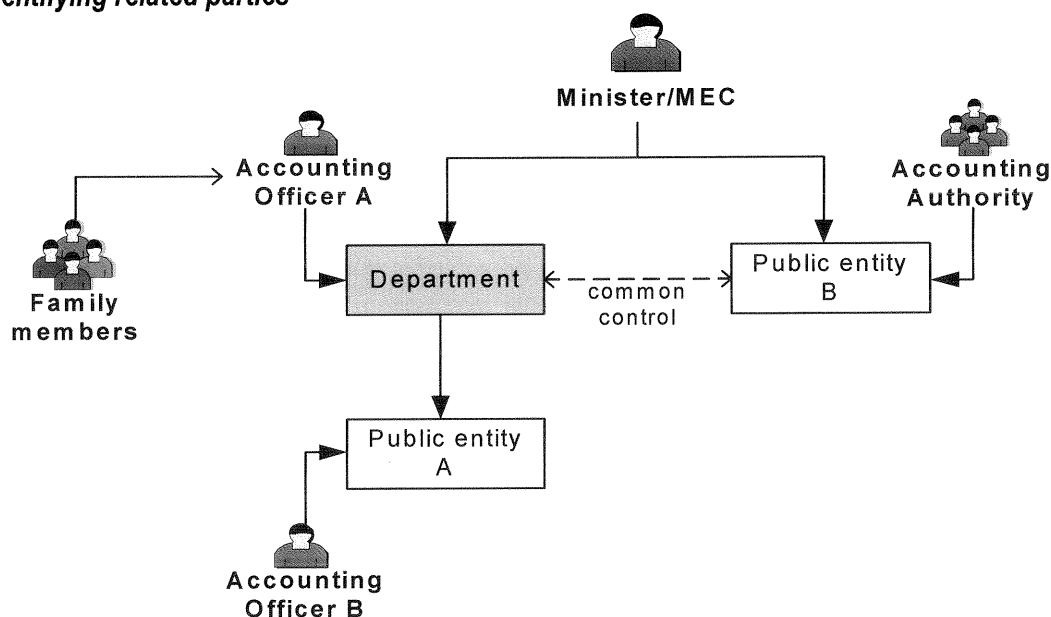 related parties
Minister/MEC
Accounting
Officer A
Accounting
Authority
Family
members
Department
common
control
Public entity
B
Public entity
A
Accounting
Officer B